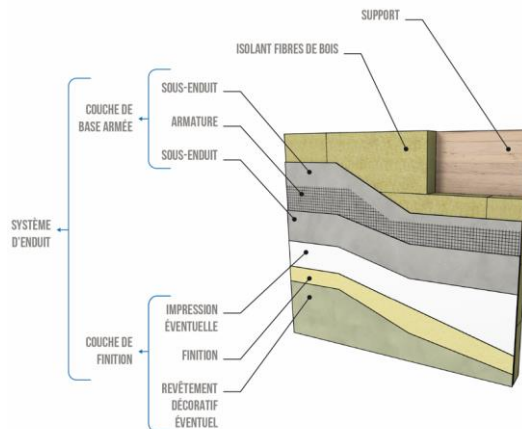 SUPPORT
ISOLANT FIBRES DE BOIS
SOUS-ENDUIT
COUCHE DE
BASE ARMÉE
ARMATURE
SOUS-ENDUIT
SYSTÈME
D'ENDUIT
IMPRESSION
ÉVENTUELLE
COUCHE DE
FINITION
FINITION
REVÊTEMENT
DÉCORATIF
ÉVENTUEL